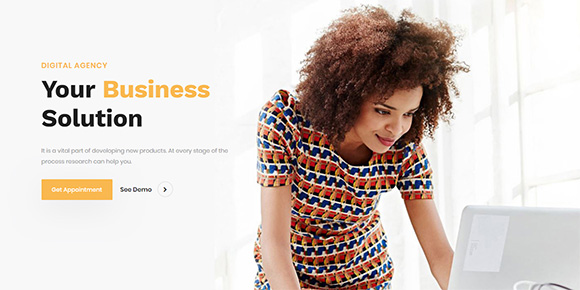 DIGITAL AGENCY
Your Business
Solution
It is a vital part of developing new products. At every stage of the
process research can help you.
Get Appointment
See Demo